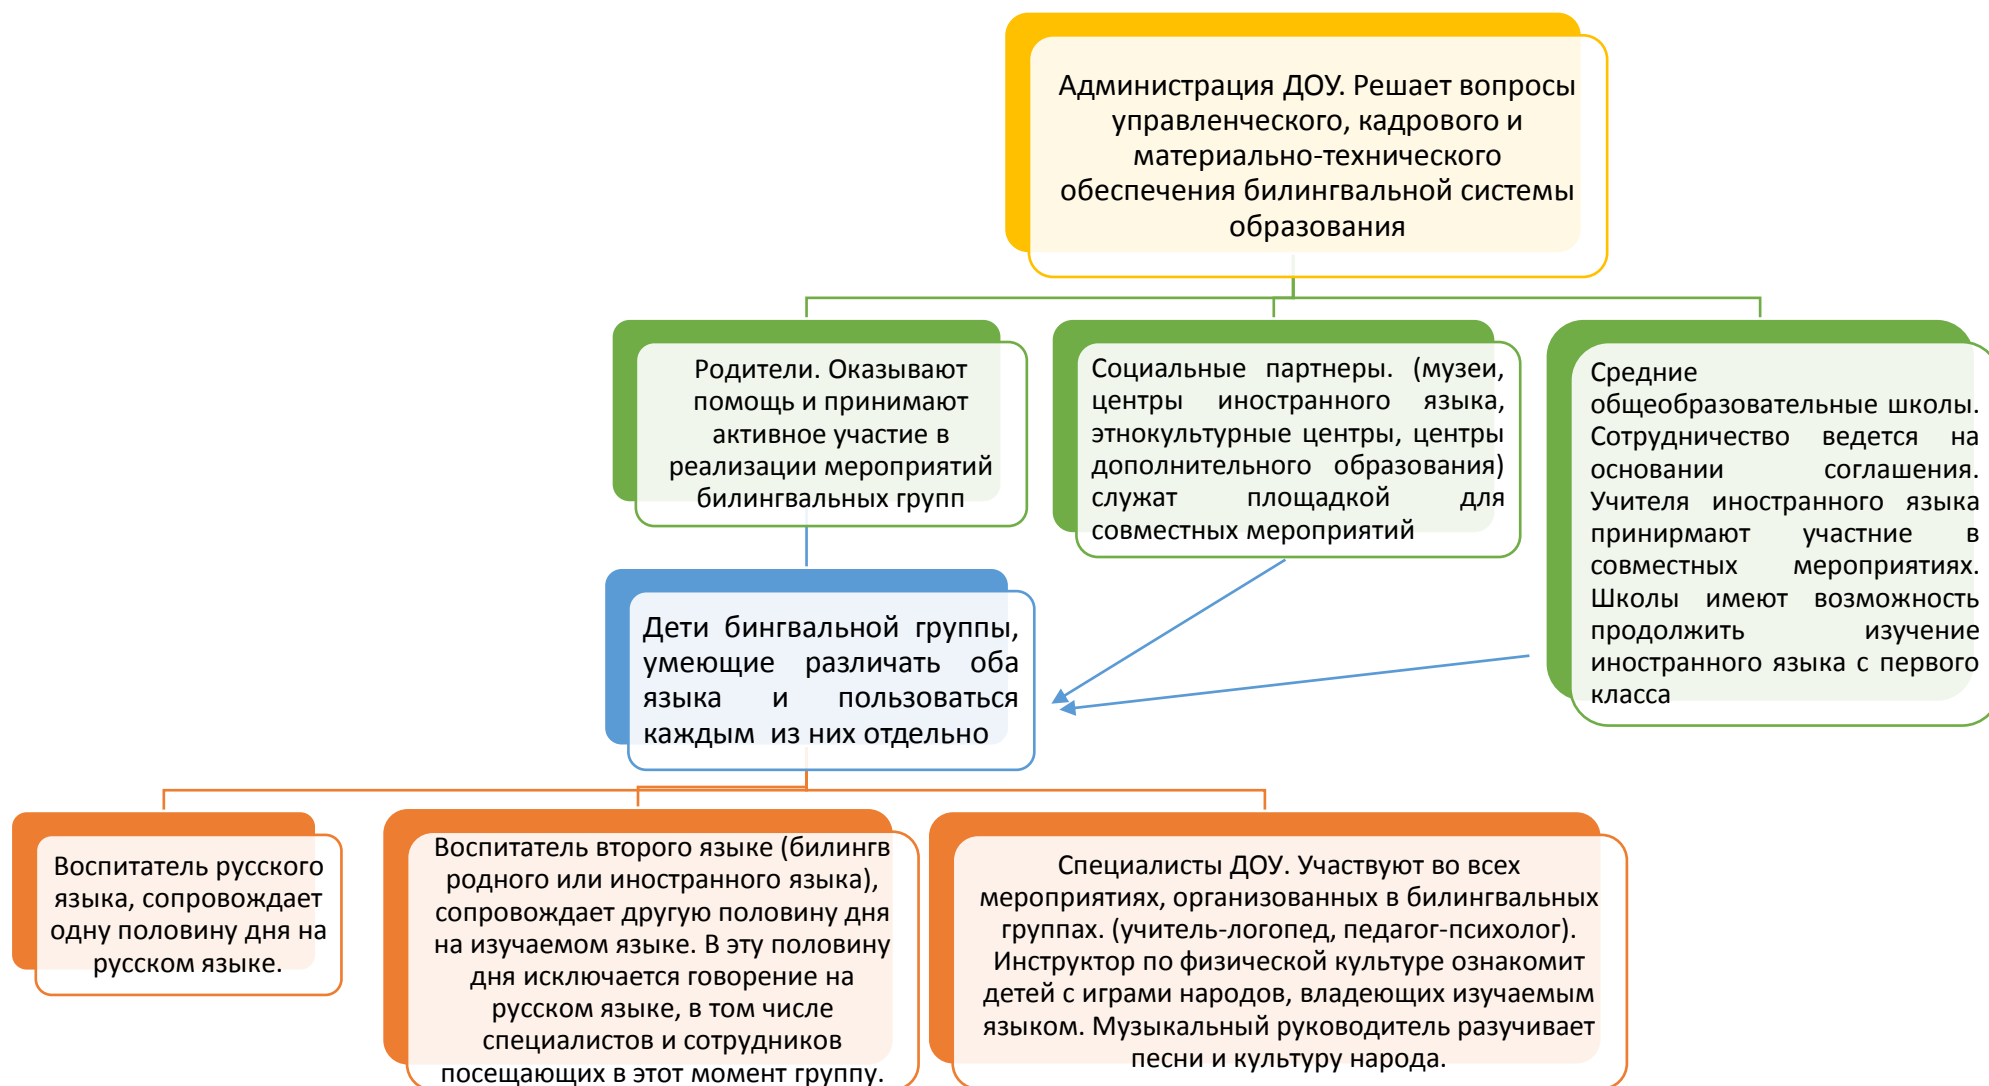 Администрация ДОУ. Решает вопросы
управленческого, кадрового и
материально-технического
обеспечения билингвальной системы
образования
Родители. Оказывают
помощь и принимают
активное участие в
реализации мероприятий
билингвальных групп
Социальные партнеры. (музеи,
центры иностранного языка,
этнокультурные центры, центры
дополнительного образования)
служат площадкой для
совместных мероприятий
Средние
общеобразовательные школы.
Сотрудничество ведется на
основании соглашения.
Учителя иностранного языка
принирмают участние в
совместных мероприятиях.
Школы имеют возможность
продолжить изучение
иностранного языка с первого
класса
Дети бингвальной группы,
умеющие различать оба
языка и пользоваться
каждым из них отдельно
Воспитатель русского
языка, сопровождает
одну половину дня на
русском языке.
Воспитатель второго языке (билингв
родного или иностранного языка),
сопровождает другую половину дня
на изучаемом языке. В эту половину
дня исключается говорение на
русском языке, в том числе
специалистов и сотрудников
посещающих в этот момент группу.
Специалисты ДОУ. Участвуют во всех
мероприятиях, организованных в билингвальных
группах. (учитель-логопед, педагог-психолог).
Инструктор по физической культуре ознакомит
детей с играми народов, владеющих изучаемым
языком. Музыкальный руководитель разучивает
песни и культуру народа.